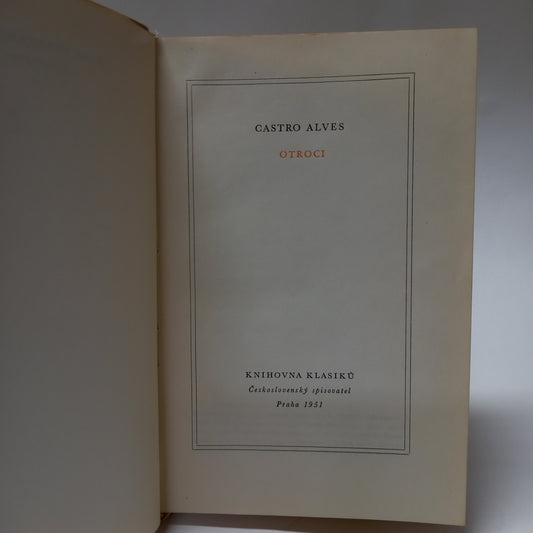 CASTRO ALVES
OTROCI
KNIHOVNA KLASIKŮ
Československý spisovatel
Praha 1951